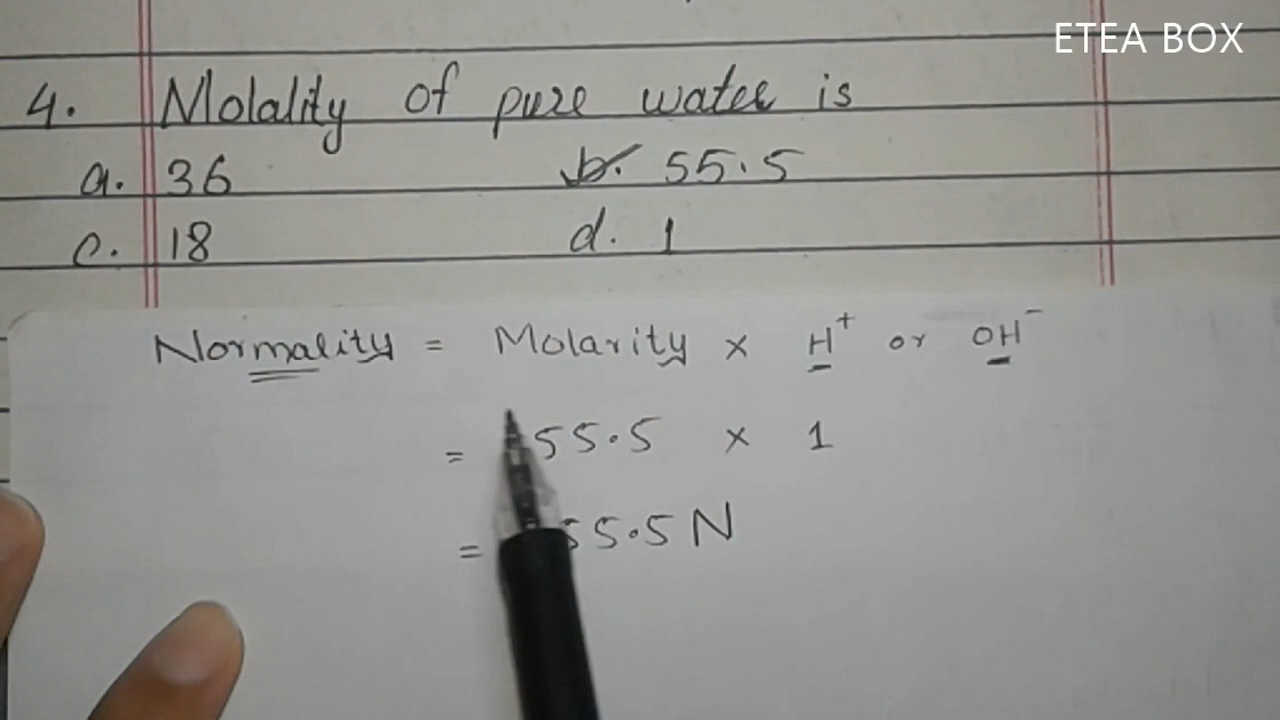 ETEA BOX
4. Molality of pure water is
a. 36 b. 55.5
c. 18 d. 1
Normality = Molarity × H⁺ or OH⁻
= 55.5 × 1
= 55.5 N